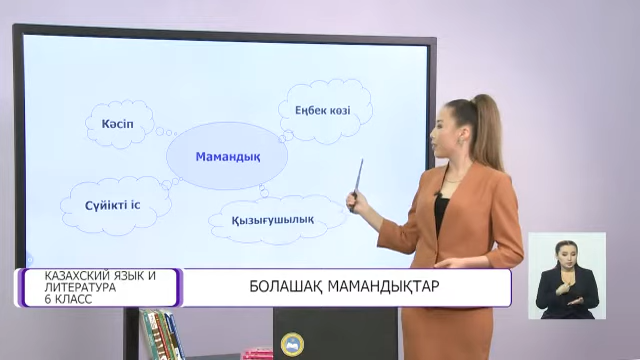 Еңбек көзі
Кәсіп
Мамандық
Сүйікті іс
Қызығушылық
КАЗАХСКИЙ ЯЗЫК И
ЛИТЕРАТУРА
6 КЛАСС
БОЛАШАҚ МАМАНДЫҚТАР